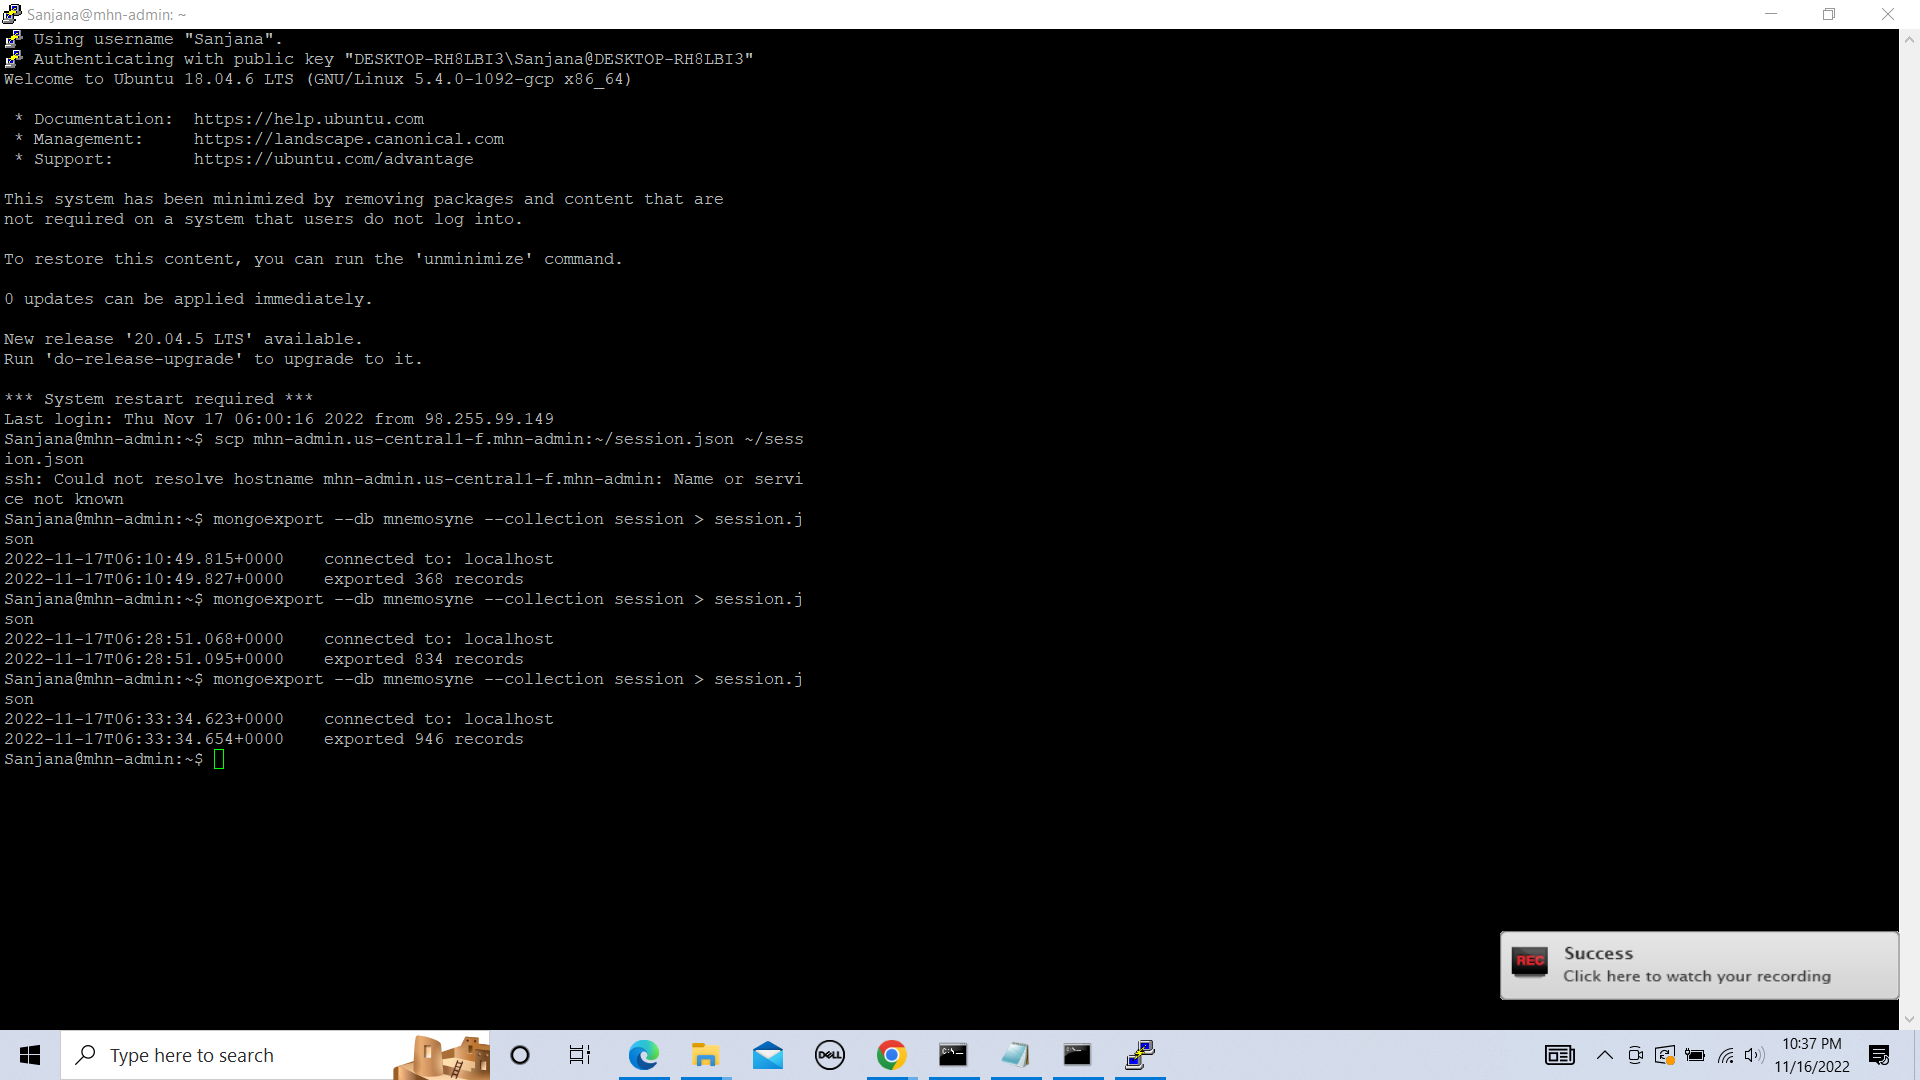 Sanjana@mhn-admin: ~
Using username "Sanjana".
Authenticating with public key "DESKTOP-RH8LBI3\Sanjana@DESKTOP-RH8LBI3"
Welcome to Ubuntu 18.04.6 LTS (GNU/Linux 5.4.0-1092-gcp x86_64)
* Documentation:  https://help.ubuntu.com
* Management:     https://landscape.canonical.com
* Support:        https://ubuntu.com/advantage
This system has been minimized by removing packages and content that are
not required on a system that users do not log into.
To restore this content, you can run the 'unminimize' command.
0 updates can be applied immediately.
New release '20.04.5 LTS' available.
Run 'do-release-upgrade' to upgrade to it.
*** System restart required ***
Last login: Thu Nov 17 06:00:16 2022 from 98.255.99.149
Sanjana@mhn-admin:~$ scp mhn-admin.us-central1-f.mhn-admin:~/session.json ~/sess
ion.json
ssh: Could not resolve hostname mhn-admin.us-central1-f.mhn-admin: Name or servi
ce not known
Sanjana@mhn-admin:~$ mongoexport --db mnemosyne --collection session > session.j
son
2022-11-17T06:10:49.815+0000    connected to: localhost
2022-11-17T06:10:49.827+0000    exported 368 records
Sanjana@mhn-admin:~$ mongoexport --db mnemosyne --collection session > session.j
son
2022-11-17T06:28:51.068+0000    connected to: localhost
2022-11-17T06:28:51.095+0000    exported 834 records
Sanjana@mhn-admin:~$ mongoexport --db mnemosyne --collection session > session.j
son
2022-11-17T06:33:34.623+0000    connected to: localhost
2022-11-17T06:33:34.654+0000    exported 946 records
Sanjana@mhn-admin:~$
REC
Success
Click here to watch your recording
Type here to search
DELL
C:\.
10:37 PM
11/16/2022